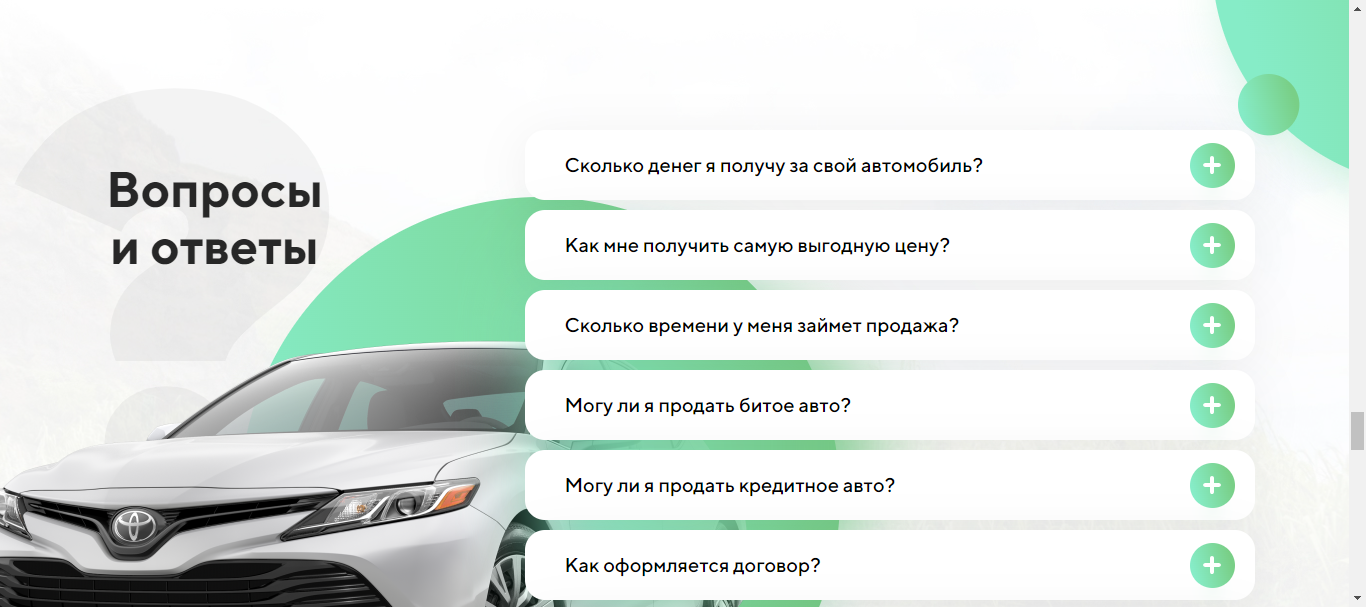 Вопросы
и ответы
Сколько денег я получу за свой автомобиль?
Как мне получить самую выгодную цену?
Сколько времени у меня займет продажа?
Могу ли я продать битое авто?
Могу ли я продать кредитное авто?
Как оформляется договор?